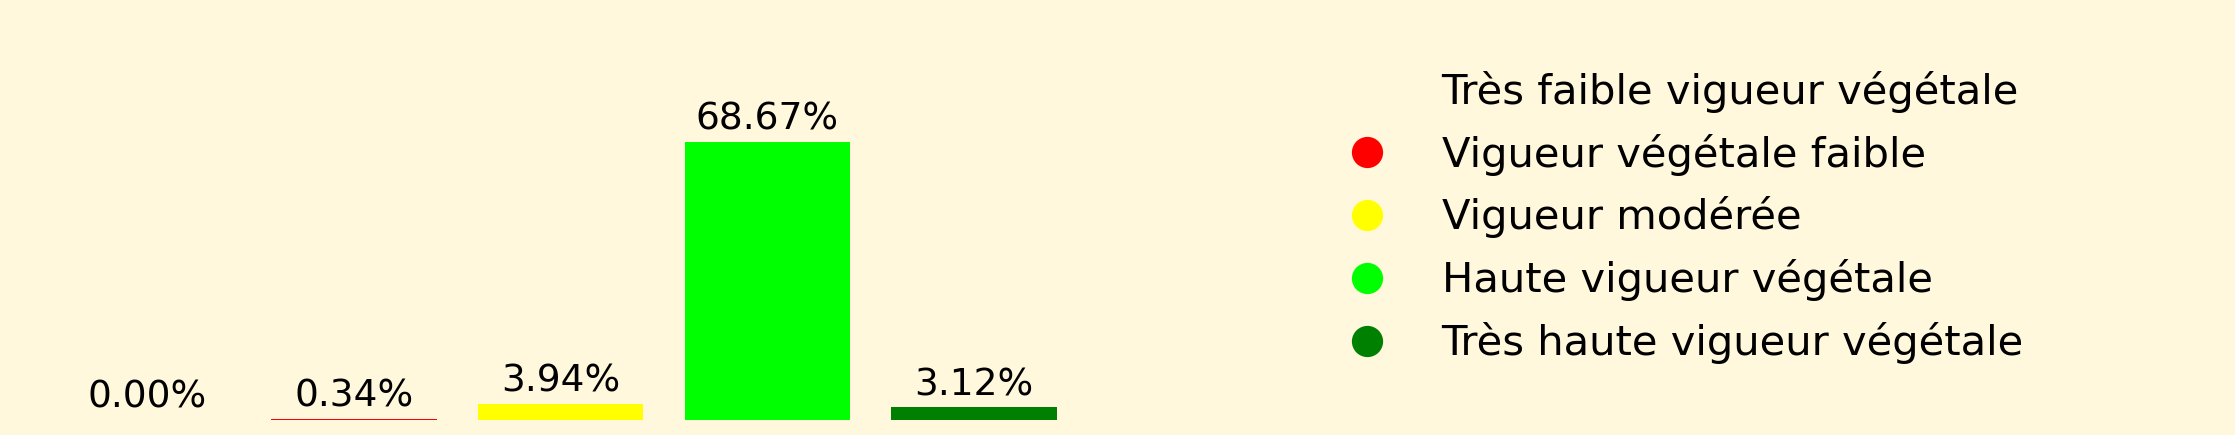 68.67%
3.94%
3.12%
0.34%
0.00%
Très faible vigueur végétale
Vigueur végétale faible
Vigueur modérée
Haute vigueur végétale
Très haute vigueur végétale